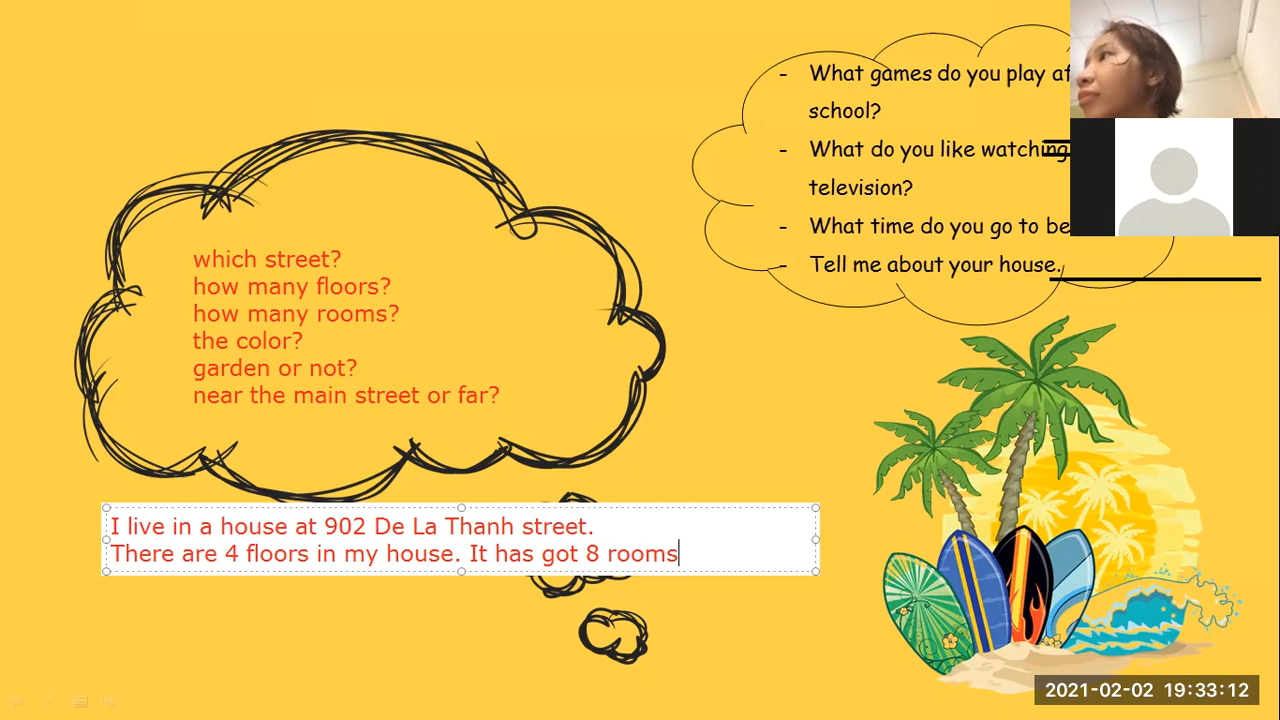 - What games do you play
school?
- What do you like watching
television?
- What time do you go to
- Tell me about your house.
which street?
how many floors?
how many rooms?
the color?
garden or not?
near the main street or far?
I live in a house at 902 De La Thanh street.
There are 4 floors in my house. It has got 8 rooms
2021-02-02 19:33:12